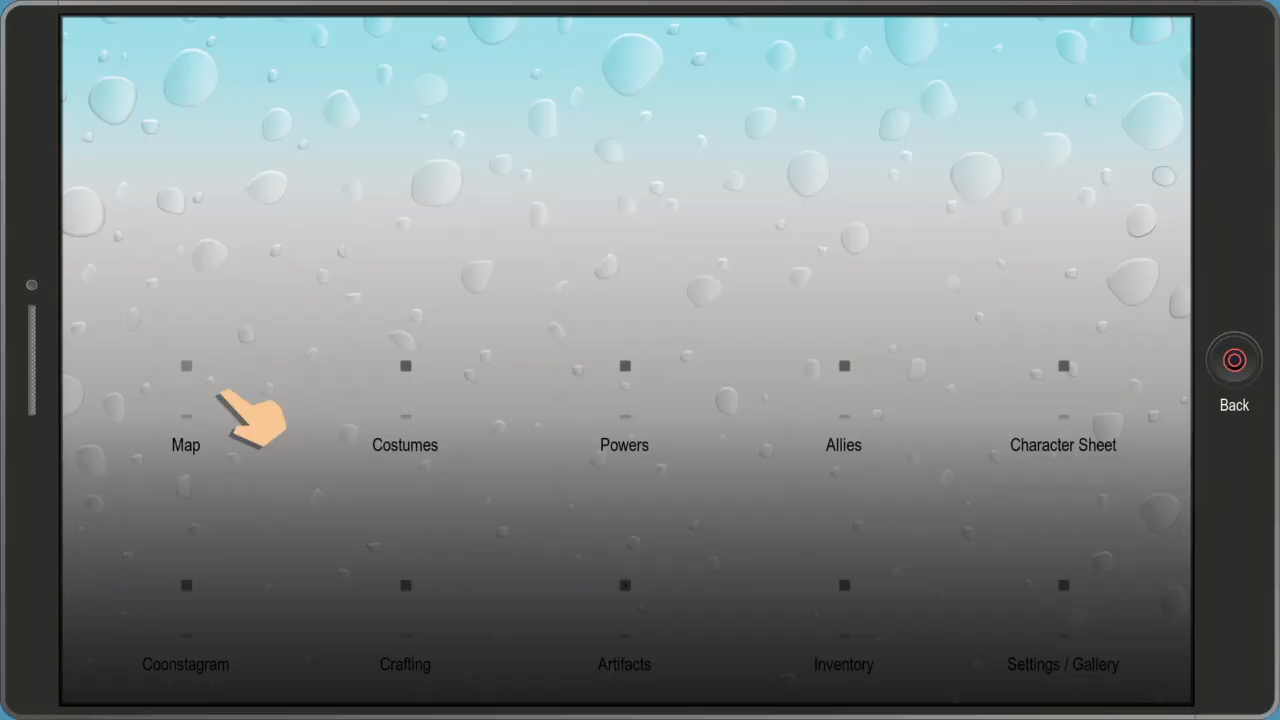 Back
Map
Costumes
Powers
Allies
Character Sheet
Coonstagram
Crafting
Artifacts
Inventory
Settings / Gallery